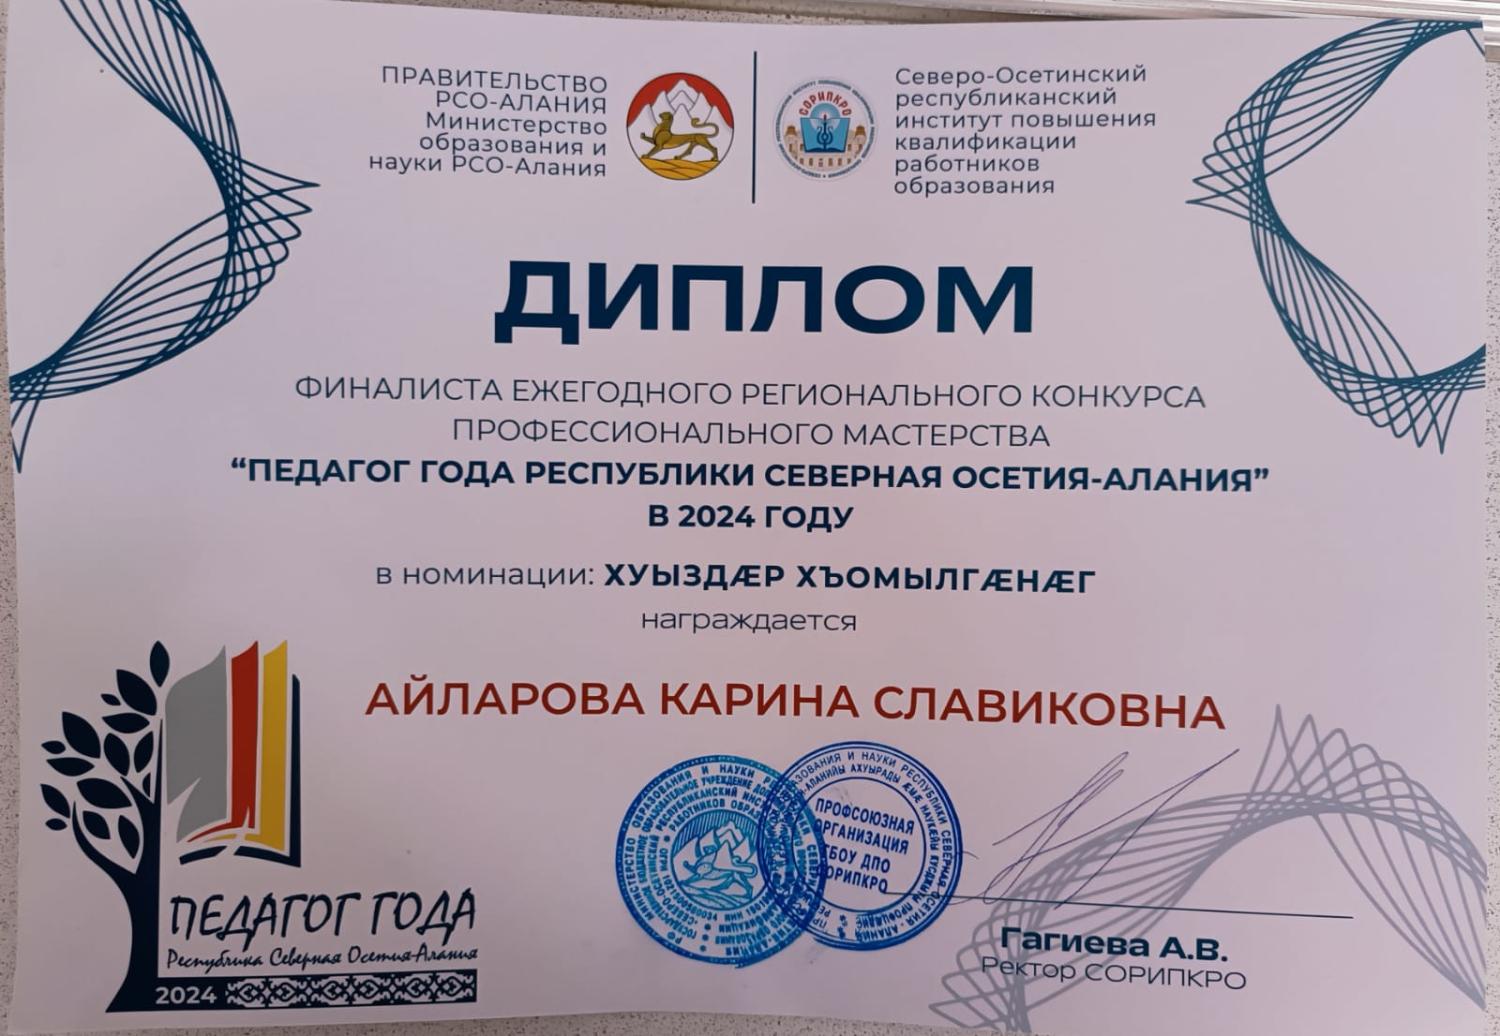 ПРАВИТЕЛЬСТВО
РСО-АЛАНИЯ
Министерство
образования и
науки РСО-Алания
СОРИПКРО
Северо-Осетинский
республиканский
институт повышения
квалификации
работников
образования
ДИПЛОМ
ФИНАЛИСТА ЕЖЕГОДНОГО РЕГИОНАЛЬНОГО КОНКУРСА
ПРОФЕССИОНАЛЬНОГО МАСТЕРСТВА
“ПЕДАГОГ ГОДА РЕСПУБЛИКИ СЕВЕРНАЯ ОСЕТИЯ-АЛАНИЯ”
В 2024 ГОДУ
в номинации: ХУЫЗДÆР ХЪОМЫЛГÆНÆГ
награждается
АЙЛАРОВА КАРИНА СЛАВИКОВНА
ПРОФСОЮЗНАЯ
ОРГАНИЗАЦИЯ
ГБОУ ДПО
СОРИПКРО
ПЕДАГОГ ГОДА
Республика Северная Осетия-Алания
2024
Гагиева А.В.
Ректор СОРИПКРО